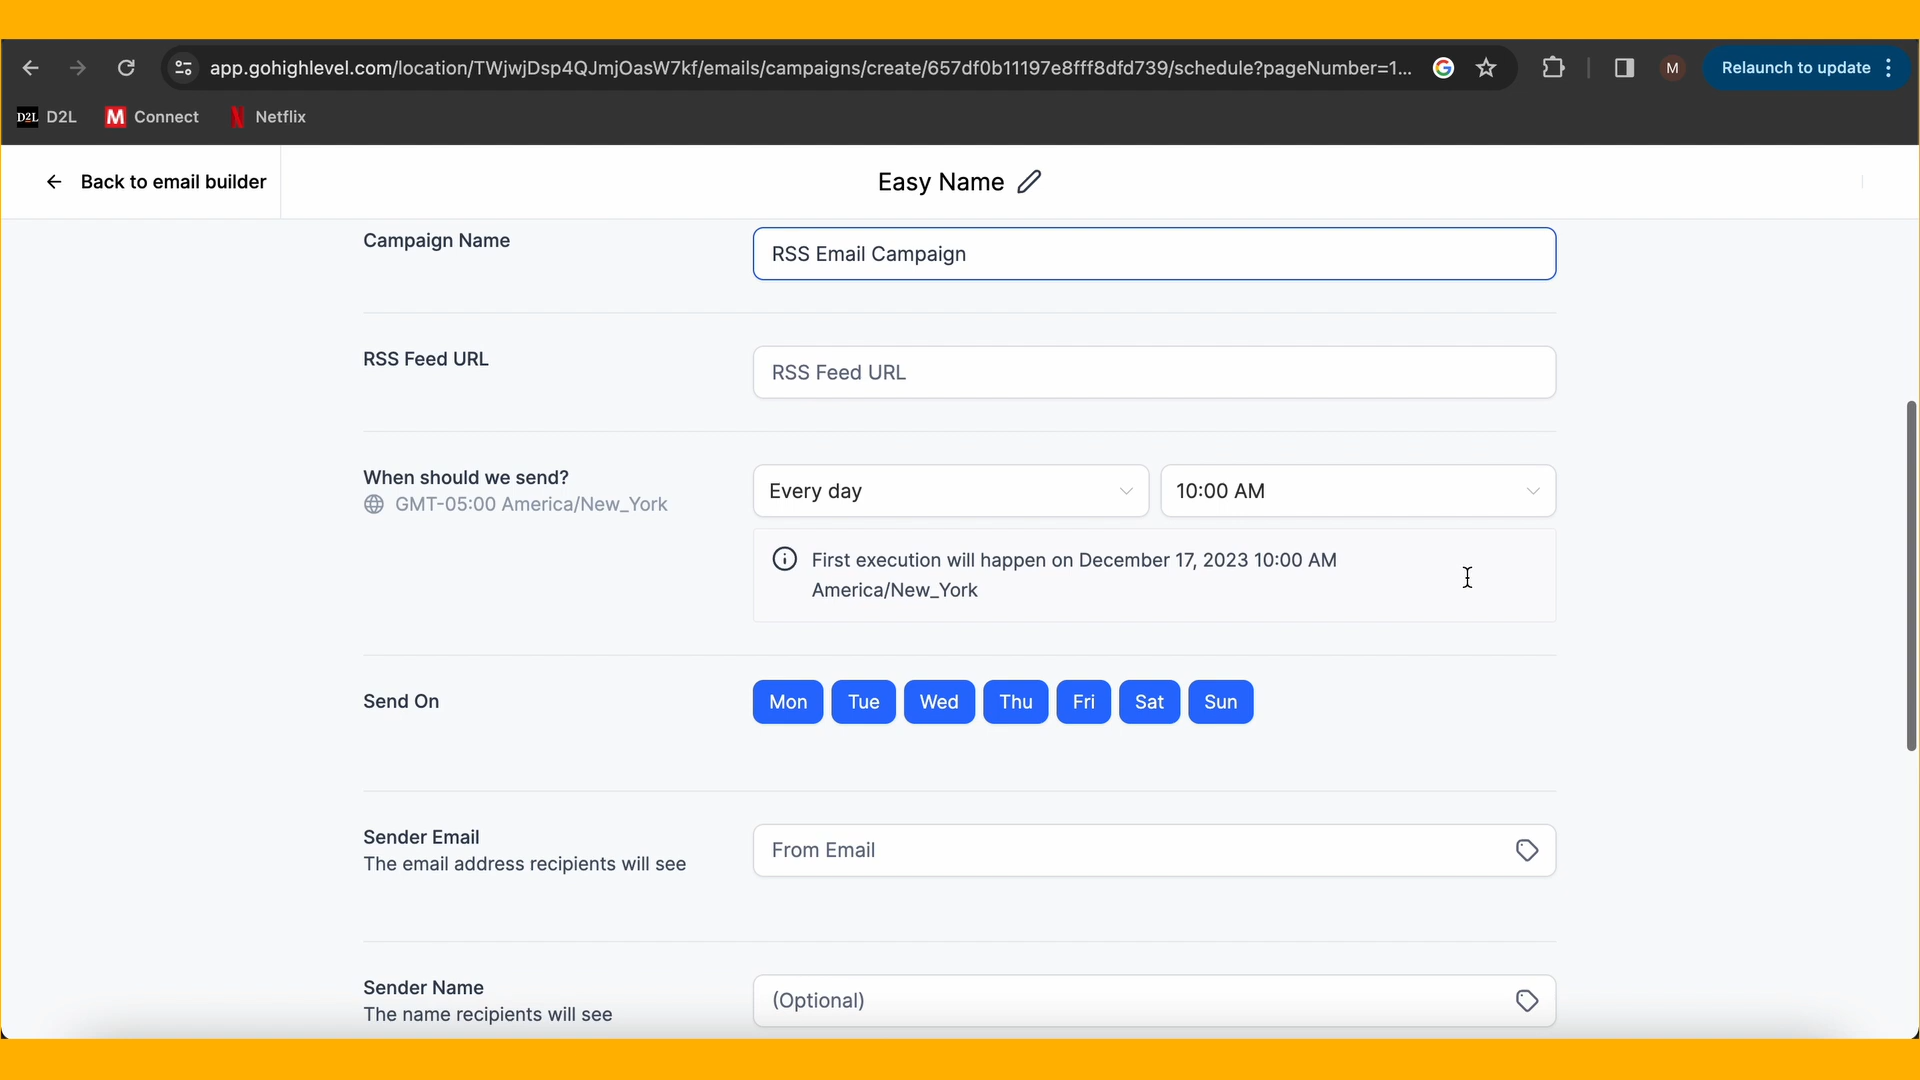 app.gohighlevel.com/location/TWjwjDsp4QJmjOasW7kf/emails/campaigns/create/657df0b11197e8fff8dfd739/schedule?pageNumber=1...
M
Relaunch to update
D2L D2L
M Connect
Netflix
Back to email builder
Easy Name
Campaign Name
RSS Email Campaign
RSS Feed URL
RSS Feed URL
When should we send?
GMT-05:00 America/New_York
Every day
10:00 AM
First execution will happen on December 17, 2023 10:00 AM
America/New_York
Send On
Mon Tue Wed Thu Fri Sat Sun
Sender Email
The email address recipients will see
From Email
Sender Name
The name recipients will see
(Optional)